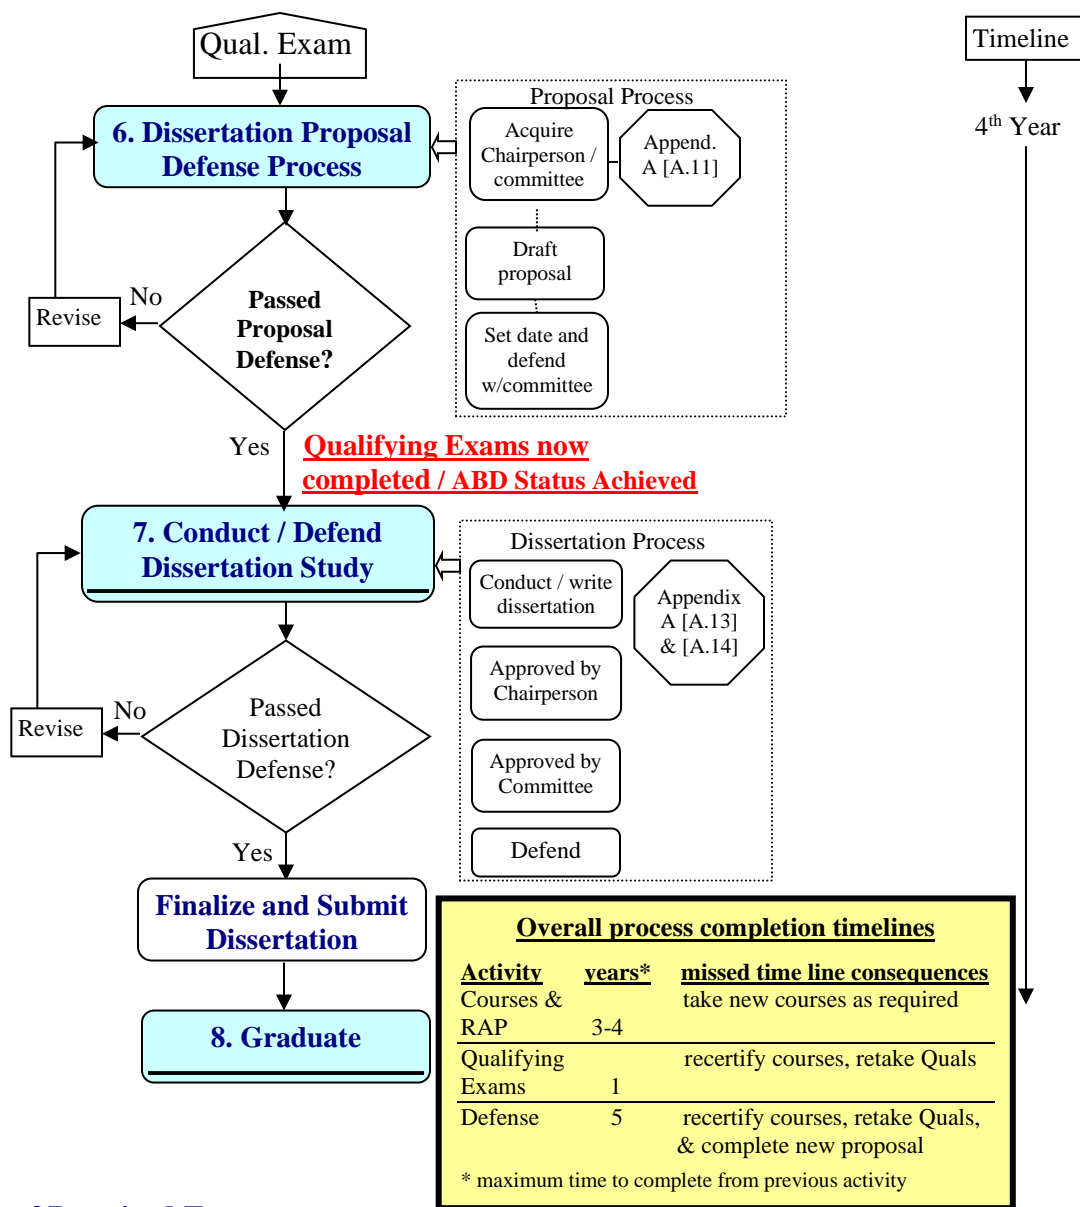 Qual. Exam
Timeline
4th Year
6. Dissertation Proposal
Defense Process
Proposal Process
Acquire
Chairperson /
committee
Append.
A [A.11]
Draft
proposal
Set date and
defend
w/committee
Passed
Proposal
Defense?
No
Revise
Yes
Qualifying Exams now
completed / ABD Status Achieved
7. Conduct / Defend
Dissertation Study
Dissertation Process
Conduct / write
dissertation
Appendix
A [A.13]
& [A.14]
Approved by
Chairperson
Approved by
Committee
Defend
Passed
Dissertation
Defense?
No
Revise
Yes
Finalize and Submit
Dissertation
8. Graduate
Overall process completion timelines
Activity years* missed time line consequences
Courses & take new courses as required
RAP 3-4
Qualifying recertify courses, retake Quals
Exams 1
Defense 5 recertify courses, retake Quals,
& complete new proposal
* maximum time to complete from previous activity